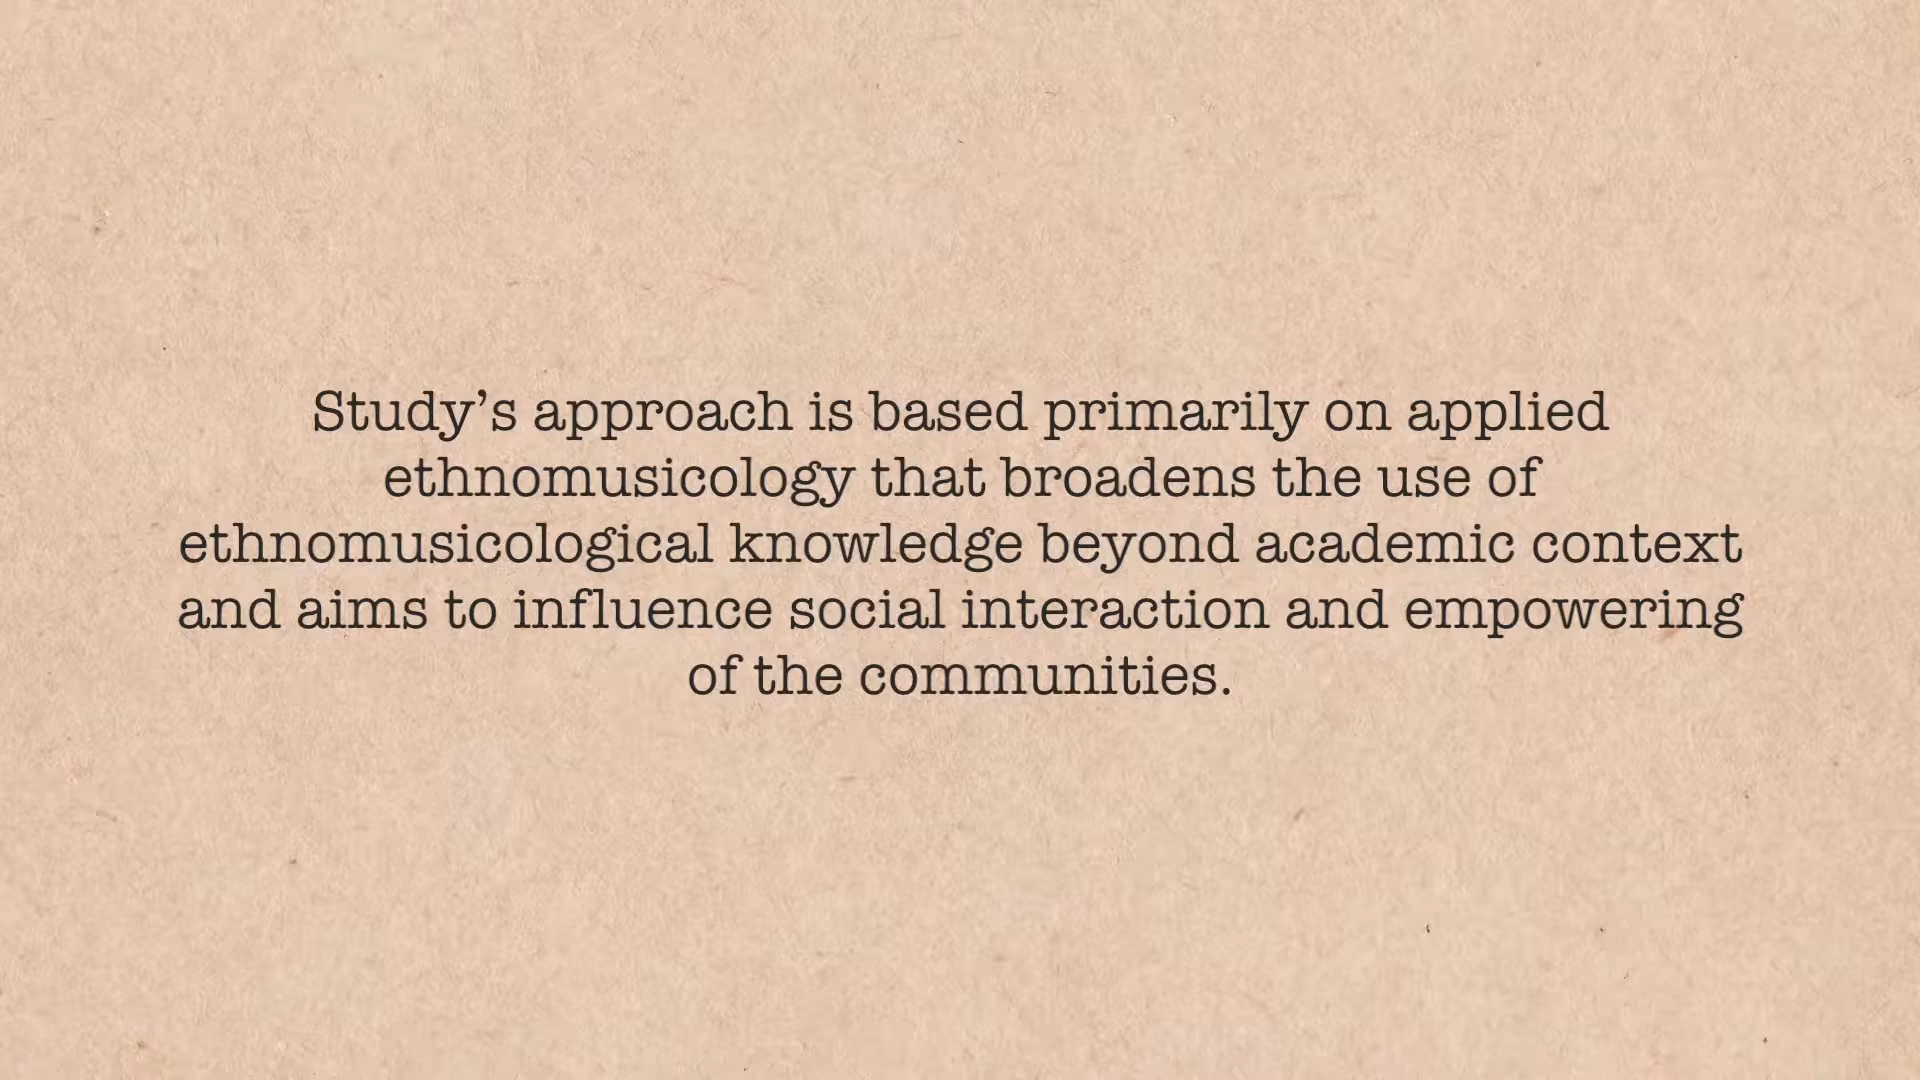 Study’s approach is based primarily on applied
ethnomusicology that broadens the use of
ethnomusicological knowledge beyond academic context
and aims to influence social interaction and empowering
of the communities.